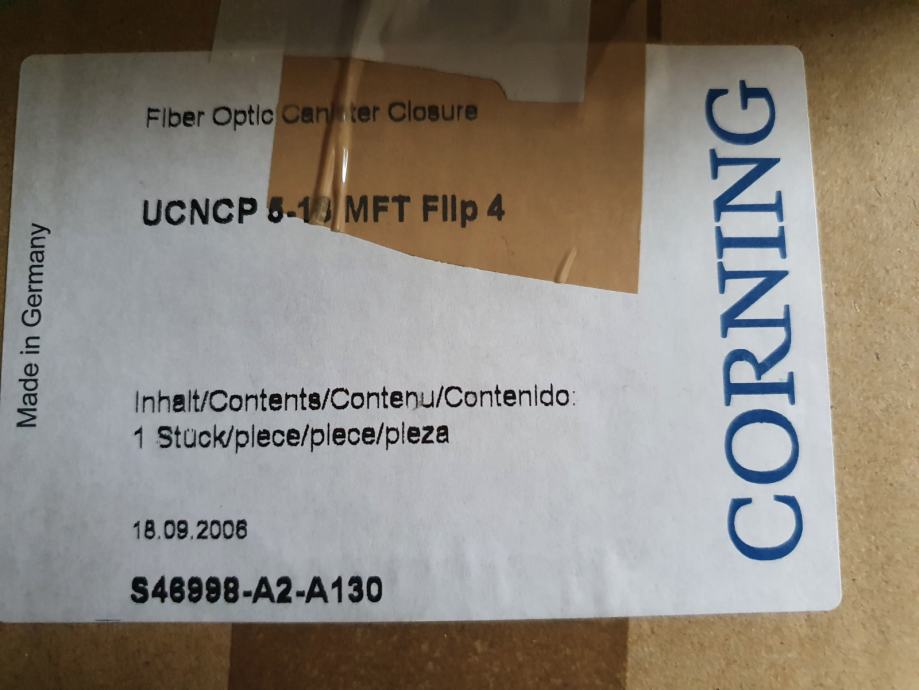 Fiber Optic Canister Closure
UCNCP MFT Flip 4
Inhalt/Contents/Contenu/Contenido:
1 Stück/piece/piece/pieza
18.09.2006
S46998-A2-A130
Made in Germany
CORNING